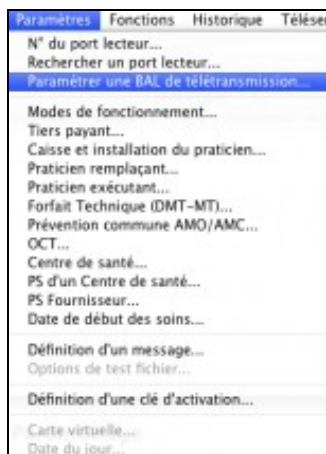 Paramètres Fonctions Historique Télése
N° du port lecteur...
Rechercher un port lecteur...
Paramétrer une BAL de télétransmission...
Modes de fonctionnement...
Tiers payant...
Caisse et installation du praticien...
Praticien remplaçant...
Praticien exécutant...
Forfait Technique (DMT-MT)...
Prévention commune AMO/AMC...
OCT...
Centre de santé...
PS d'un Centre de santé...
PS Fournisseur...
Date de début des soins...
Définition d'un message...
Options de test fichier...
Définition d'une clé d'activation...
Carte virtuelle...
Date du jour...